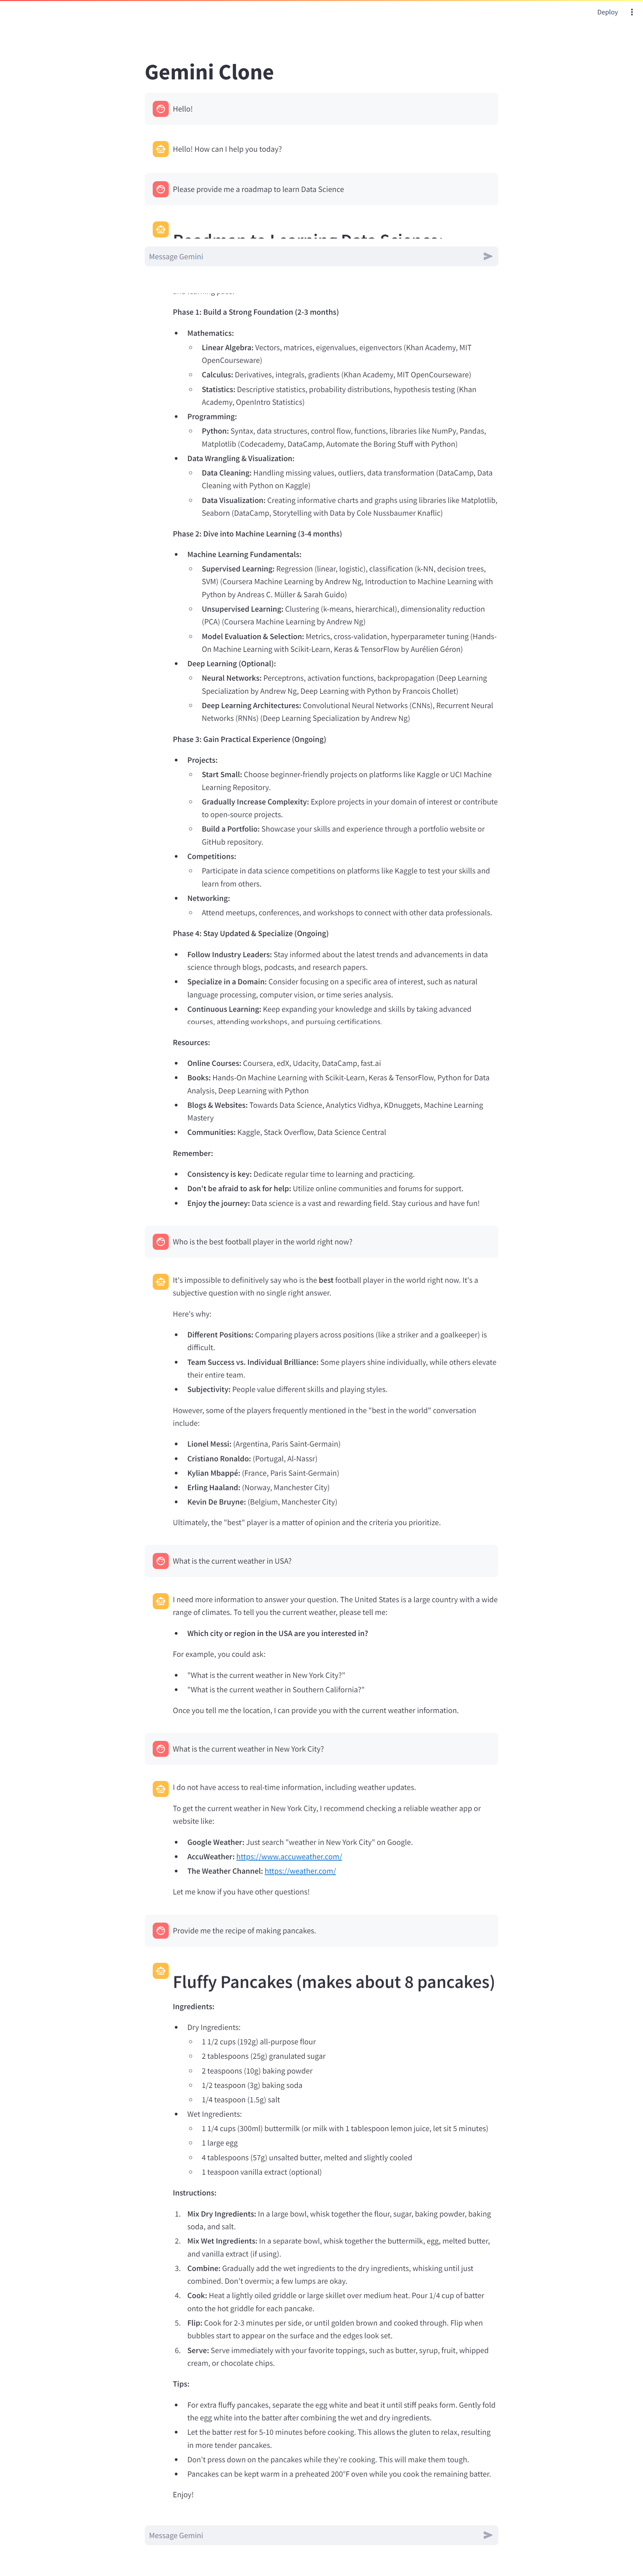 Deploy
Gemini Clone
Hello!
Hello! How can I help you today?
Please provide me a roadmap to learn Data Science
Roadmap to Learning Data Science:
Message Gemini
Phase 1: Build a Strong Foundation (2-3 months)
Mathematics:
Linear Algebra: Vectors, matrices, eigenvalues, eigenvectors (Khan Academy, MIT
OpenCourseware)
Calculus: Derivatives, integrals, gradients (Khan Academy, MIT OpenCourseware)
Statistics: Descriptive statistics, probability distributions, hypothesis testing (Khan
Academy, OpenIntro Statistics)
Programming:
Python: Syntax, data structures, control flow, functions, libraries like NumPy, Pandas,
Matplotlib (Codecademy, DataCamp, Automate the Boring Stuff with Python)
Data Wrangling & Visualization:
Data Cleaning: Handling missing values, outliers, data transformation (DataCamp, Data
Cleaning with Python on Kaggle)
Data Visualization: Creating informative charts and graphs using libraries like Matplotlib,
Seaborn (DataCamp, Storytelling with Data by Cole Nussbaumer Knaflic)
Phase 2: Dive into Machine Learning (3-4 months)
Machine Learning Fundamentals:
Supervised Learning: Regression (linear, logistic), classification (k-NN, decision trees,
SVM) (Coursera Machine Learning by Andrew Ng, Introduction to Machine Learning with
Python by Andreas C. Müller & Sarah Guido)
Unsupervised Learning: Clustering (k-means, hierarchical), dimensionality reduction
(PCA) (Coursera Machine Learning by Andrew Ng)
Model Evaluation & Selection: Metrics, cross-validation, hyperparameter tuning (Hands-
On Machine Learning with Scikit-Learn, Keras & TensorFlow by Aurélien Géron)
Deep Learning (Optional):
Neural Networks: Perceptrons, activation functions, backpropagation (Deep Learning
Specialization by Andrew Ng, Deep Learning with Python by Francois Chollet)
Deep Learning Architectures: Convolutional Neural Networks (CNNs), Recurrent Neural
Networks (RNNs) (Deep Learning Specialization by Andrew Ng)
Phase 3: Gain Practical Experience (Ongoing)
Projects:
Start Small: Choose beginner-friendly projects on platforms like Kaggle or UCI Machine
Learning Repository.
Gradually Increase Complexity: Explore projects in your domain of interest or contribute
to open-source projects.
Build a Portfolio: Showcase your skills and experience through a portfolio website or
GitHub repository.
Competitions:
Participate in data science competitions on platforms like Kaggle to test your skills and
learn from others.
Networking:
Attend meetups, conferences, and workshops to connect with other data professionals.
Phase 4: Stay Updated & Specialize (Ongoing)
Follow Industry Leaders: Stay informed about the latest trends and advancements in data
science through blogs, podcasts, and research papers.
Specialize in a Domain: Consider focusing on a specific area of interest, such as natural
language processing, computer vision, or time series analysis.
Continuous Learning: Keep expanding your knowledge and skills by taking advanced
courses, attending workshops, and pursuing certifications.
Resources:
Online Courses: Coursera, edX, Udacity, DataCamp, fast.ai
Books: Hands-On Machine Learning with Scikit-Learn, Keras & TensorFlow, Python for Data
Analysis, Deep Learning with Python
Blogs & Websites: Towards Data Science, Analytics Vidhya, KDnuggets, Machine Learning
Mastery
Communities: Kaggle, Stack Overflow, Data Science Central
Remember:
Consistency is key: Dedicate regular time to learning and practicing.
Don't be afraid to ask for help: Utilize online communities and forums for support.
Enjoy the journey: Data science is a vast and rewarding field. Stay curious and have fun!
Who is the best football player in the world right now?
It's impossible to definitively say who is the best football player in the world right now. It's a
subjective question with no single right answer.
Here's why:
Different Positions: Comparing players across positions (like a striker and a goalkeeper) is
difficult.
Team Success vs. Individual Brilliance: Some players shine individually, while others elevate
their entire team.
Subjectivity: People value different skills and playing styles.
However, some of the players frequently mentioned in the "best in the world" conversation
include:
Lionel Messi: (Argentina, Paris Saint-Germain)
Cristiano Ronaldo: (Portugal, Al-Nassr)
Kylian Mbappé: (France, Paris Saint-Germain)
Erling Haaland: (Norway, Manchester City)
Kevin De Bruyne: (Belgium, Manchester City)
Ultimately, the "best" player is a matter of opinion and the criteria you prioritize.
What is the current weather in USA?
I need more information to answer your question. The United States is a large country with a wide
range of climates. To tell you the current weather, please tell me:
Which city or region in the USA are you interested in?
For example, you could ask:
"What is the current weather in New York City?"
"What is the current weather in Southern California?"
Once you tell me the location, I can provide you with the current weather information.
What is the current weather in New York City?
I do not have access to real-time information, including weather updates.
To get the current weather in New York City, I recommend checking a reliable weather app or
website like:
Google Weather: Just search "weather in New York City" on Google.
AccuWeather: https://www.accuweather.com/
The Weather Channel: https://weather.com/
Let me know if you have other questions!
Provide me the recipe of making pancakes.
Fluffy Pancakes (makes about 8 pancakes)
Ingredients:
Dry Ingredients:
1 1/2 cups (192g) all-purpose flour
2 tablespoons (25g) granulated sugar
2 teaspoons (10g) baking powder
1/2 teaspoon (3g) baking soda
1/4 teaspoon (1.5g) salt
Wet Ingredients:
1 1/4 cups (300ml) buttermilk (or milk with 1 tablespoon lemon juice, let sit 5 minutes)
1 large egg
4 tablespoons (57g) unsalted butter, melted and slightly cooled
1 teaspoon vanilla extract (optional)
Instructions:
1. Mix Dry Ingredients: In a large bowl, whisk together the flour, sugar, baking powder, baking
soda, and salt.
2. Mix Wet Ingredients: In a separate bowl, whisk together the buttermilk, egg, melted butter,
and vanilla extract (if using).
3. Combine: Gradually add the wet ingredients to the dry ingredients, whisking until just
combined. Don't overmix; a few lumps are okay.
4. Cook: Heat a lightly oiled griddle or large skillet over medium heat. Pour 1/4 cup of batter
onto the hot griddle for each pancake.
5. Flip: Cook for 2-3 minutes per side, or until golden brown and cooked through. Flip when
bubbles start to appear on the surface and the edges look set.
6. Serve: Serve immediately with your favorite toppings, such as butter, syrup, fruit, whipped
cream, or chocolate chips.
Tips:
For extra fluffy pancakes, separate the egg white and beat it until stiff peaks form. Gently fold
the egg white into the batter after combining the wet and dry ingredients.
Let the batter rest for 5-10 minutes before cooking. This allows the gluten to relax, resulting
in more tender pancakes.
Don't press down on the pancakes while they're cooking. This will make them tough.
Pancakes can be kept warm in a preheated 200°F oven while you cook the remaining batter.
Enjoy!
Message Gemini